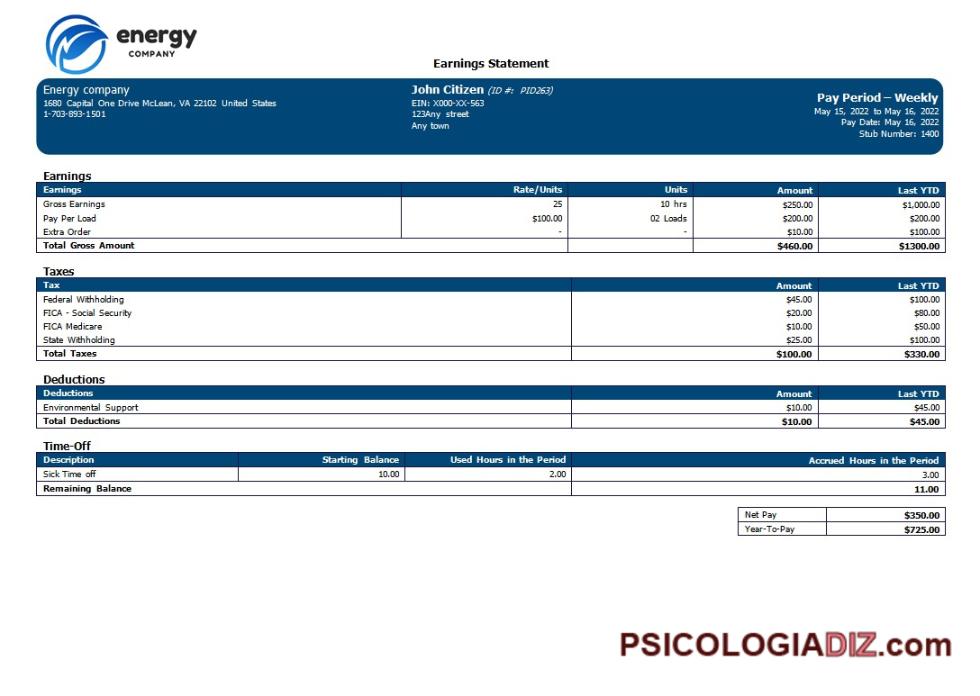 energy
COMPANY
Earnings Statement
Energy company
1680 Capital One Drive McLean, VA 22102 United States
1-703-893-1501
John Citizen (ID #: PID263)
EIN: X000-XX-563
123Any street
Any town
Pay Period – Weekly
May 15, 2022 to May 16, 2022
Pay Date: May 16, 2022
Stub Number: 1400
Earnings
Earnings Rate/Units Units Amount Last YTD
Gross Earnings 25 10 hrs $250.00 $1,000.00
Pay Per Load $100.00 02 Loads $200.00 $200.00
Extra Order - - $10.00 $100.00
Total Gross Amount $460.00 $1300.00
Taxes
Tax Amount Last YTD
Federal Withholding $45.00 $100.00
FICA - Social Security $20.00 $80.00
FICA Medicare $10.00 $50.00
State Withholding $25.00 $100.00
Total Taxes $100.00 $330.00
Deductions
Deductions Amount Last YTD
Environmental Support $10.00 $45.00
Total Deductions $10.00 $45.00
Time-Off
Description Starting Balance Used Hours in the Period Accrued Hours in the Period
Sick Time off 10.00 2.00 3.00
Remaining Balance 11.00
Net Pay $350.00
Year-To-Pay $725.00
PSICOLOGIADIZ.com